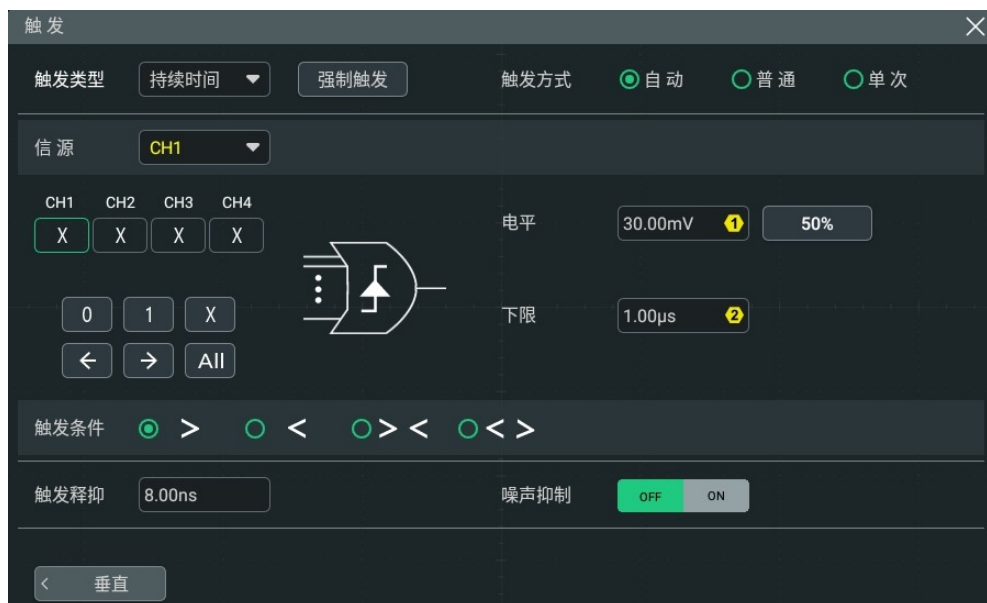 触发
触发类型 持续时间 强制触发 触发方式 自动 普通 单次
信源 CH1
CH1 CH2 CH3 CH4
X X X X
电平 30.00mV 1 50%
0 1 X
下限 1.00μs 2
← → All
触发条件 > < > < < >
触发释抑 8.00ns 噪声抑制 OFF ON
< 垂直